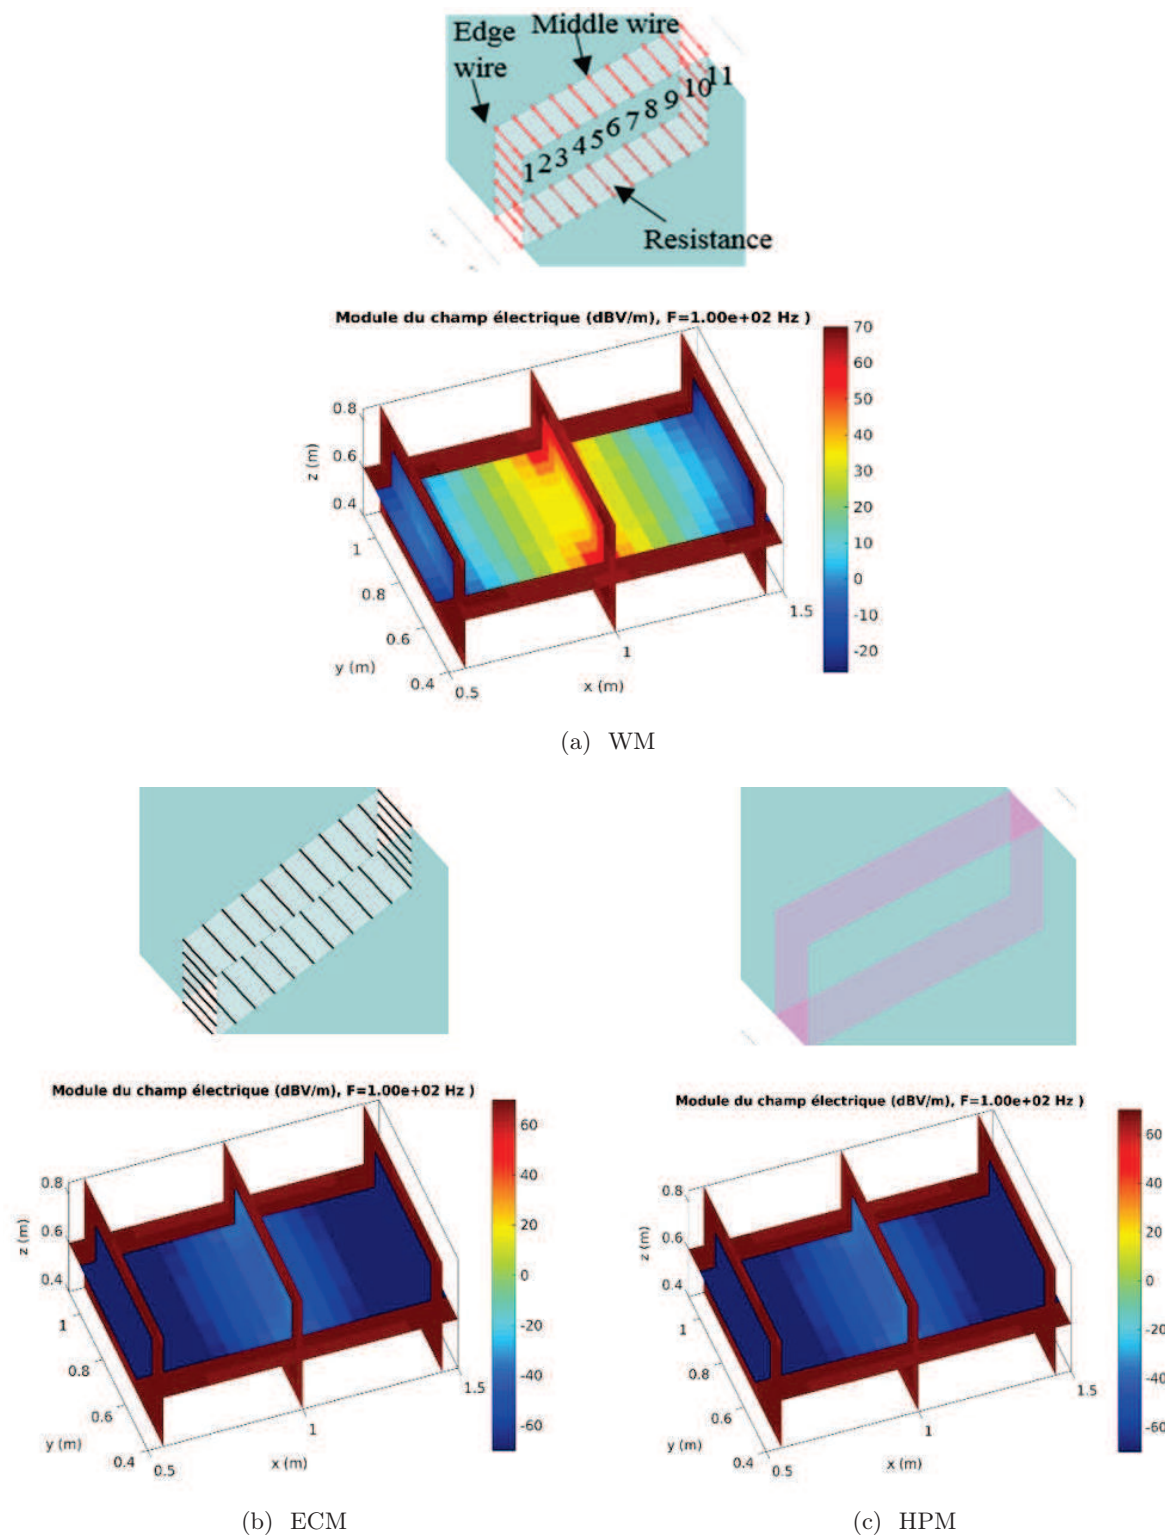 Edge
wire
Middle wire
1 2 3 4 5 6 7 8 9 10 11
Resistance
Module du champ électrique (dBV/m), F=1.00e+02 Hz )
z (m)
0.8
0.6
0.4
1
0.8
0.6
0.4
y (m)
0.5
1
1.5
x (m)
70
60
50
40
30
20
10
0
-10
-20
(a) WM
Module du champ électrique (dBV/m), F=1.00e+02 Hz )
z (m)
0.8
0.6
0.4
1
0.8
0.6
0.4
y (m)
0.5
1
1.5
x (m)
60
40
20
0
-20
-40
-60
(b) ECM
Module du champ électrique (dBV/m), F=1.00e+02 Hz )
z (m)
0.8
0.6
0.4
1
0.8
0.6
0.4
y (m)
0.5
1
1.5
x (m)
60
40
20
0
-20
-40
-60
(c) HPM